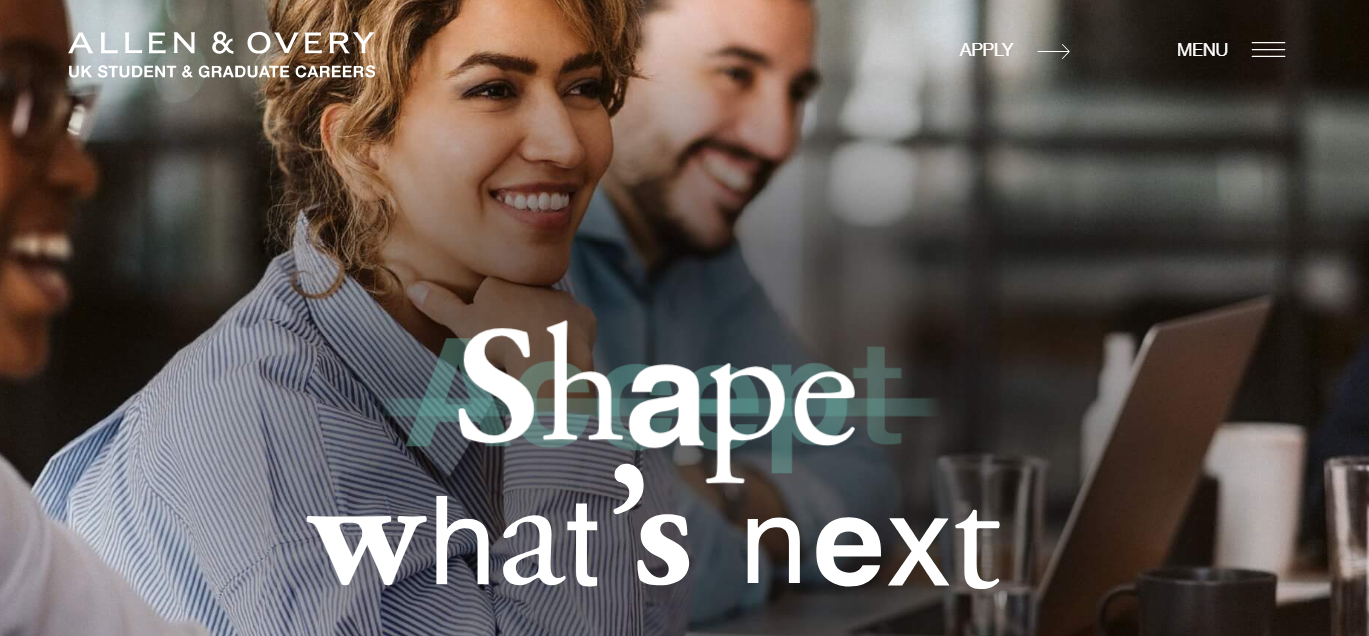 ALLEN & OVERY
UK STUDENT & GRADUATE CAREERS
APPLY
MENU
Accept
Shape
what's next